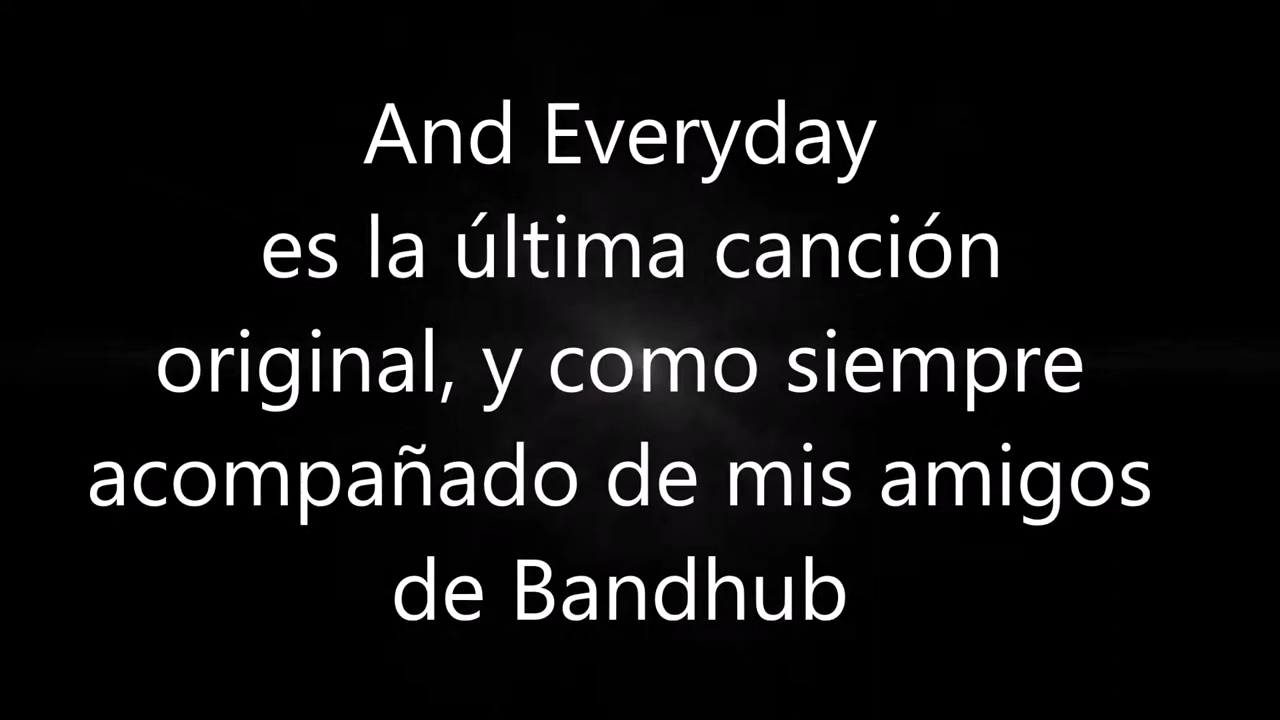 And Everyday
es la última canción
original, y como siempre
acompañado de mis amigos
de Bandhub